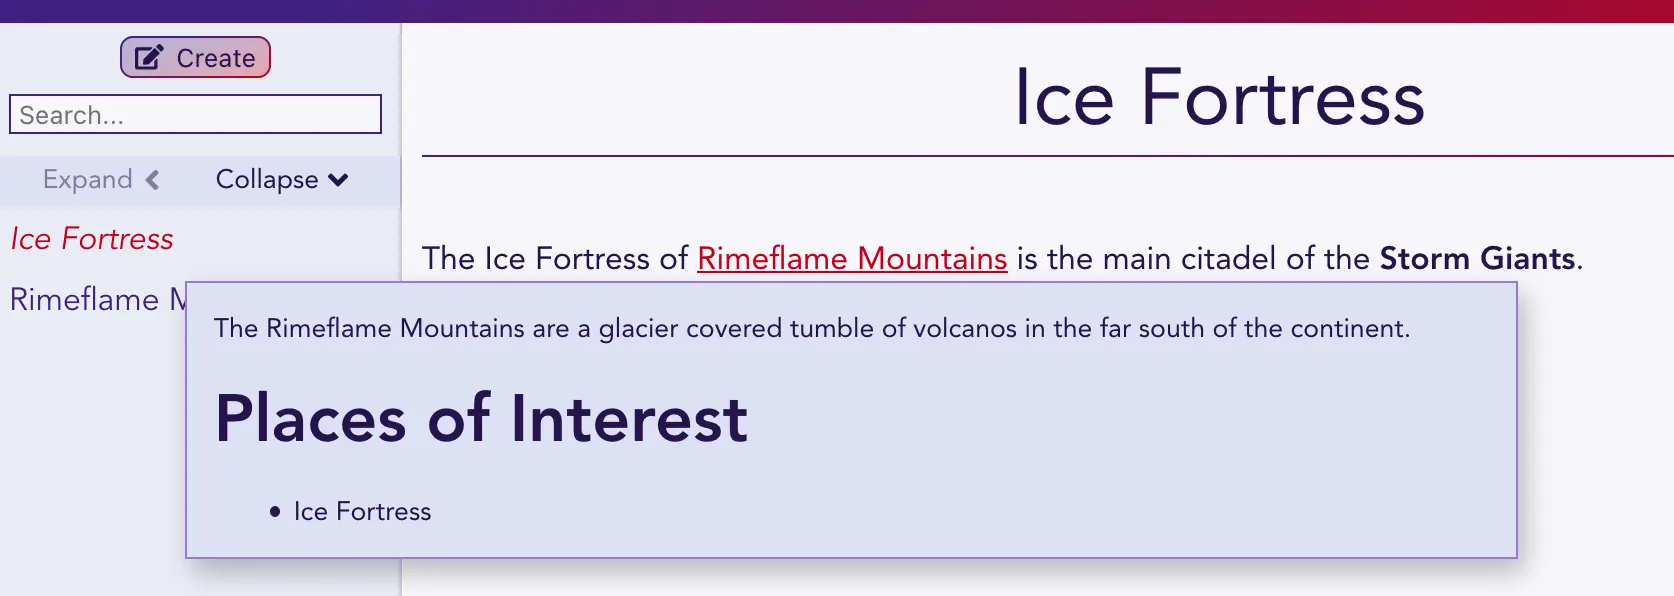 Create
Search...
Expand Collapse
Ice Fortress
Rimeflame
Ice Fortress
The Ice Fortress of Rimeflame Mountains is the main citadel of the Storm Giants.
The Rimeflame Mountains are a glacier covered tumble of volcanos in the far south of the continent.
Places of Interest
• Ice Fortress